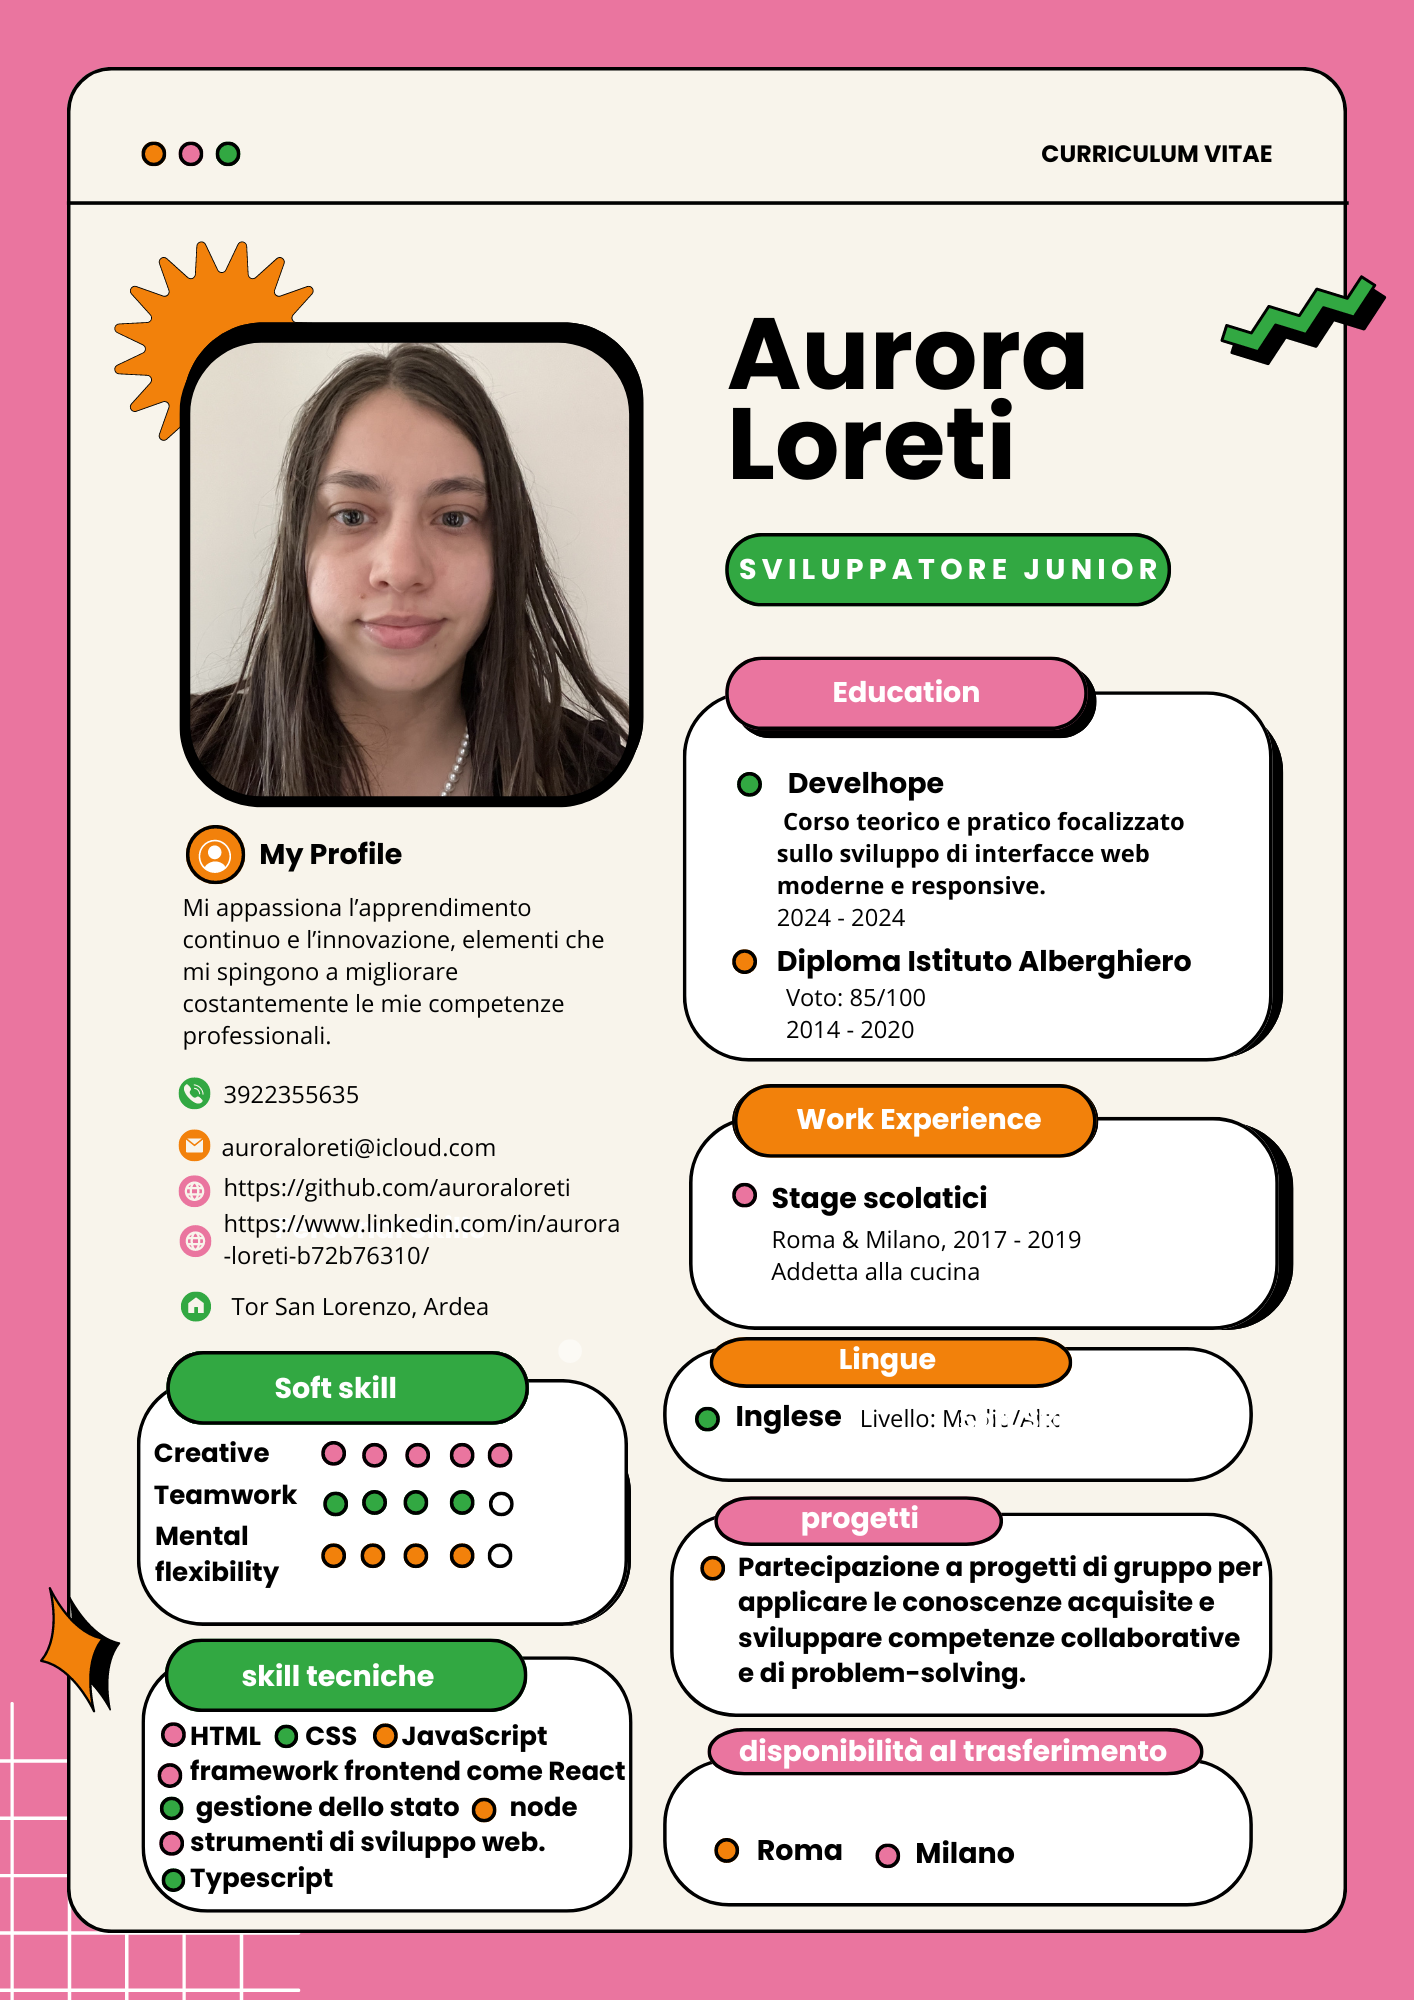 CURRICULUM VITAE
Aurora
Loreti
SVILUPPATORE JUNIOR
My Profile
Mi appassiona l’apprendimento
continuo e l’innovazione, elementi che
mi spingono a migliorare
costantemente le mie competenze
professionali.
3922355635
auroraloreti@icloud.com
https://github.com/auroraloreti
https://www.linkedin.com/in/aurora
-loreti-b72b76310/
Tor San Lorenzo, Ardea
Soft skill
Creative
Teamwork
Mental
flexibility
skill tecniche
HTML CSS JavaScript
framework frontend come React
gestione dello stato node
strumenti di sviluppo web.
Typescript
Education
Develhope
Corso teorico e pratico focalizzato
sullo sviluppo di interfacce web
moderne e responsive.
2024 - 2024
Diploma Istituto Alberghiero
Voto: 85/100
2014 - 2020
Work Experience
Stage scolatici
Roma & Milano, 2017 - 2019
Addetta alla cucina
Lingue
Inglese Livello:
progetti
Partecipazione a progetti di gruppo per
applicare le conoscenze acquisite e
sviluppare competenze collaborative
e di problem-solving.
disponibilità al trasferimento
Roma Milano